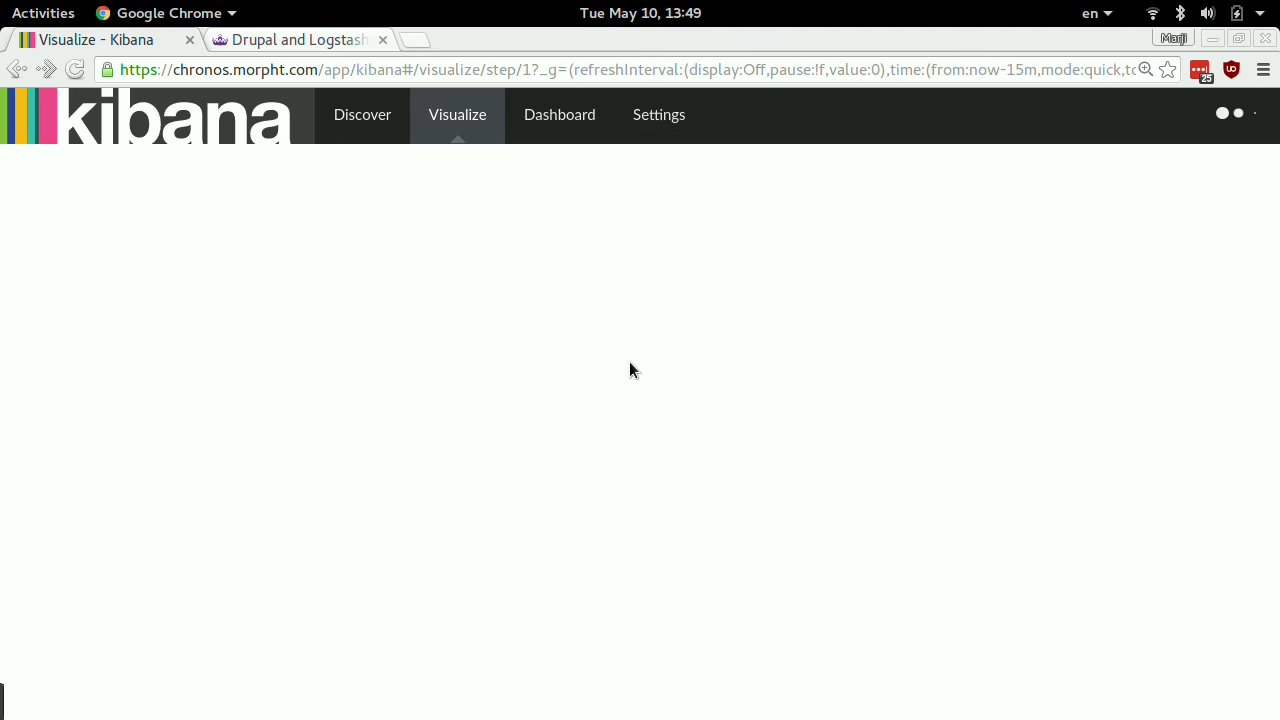 Activities Google Chrome Tue May 10, 13:49 en
Visualize - Kibana Drupal and Logstash Marji
https://chronos.morpht.com/app/kibana#/visualize/step/1?_g=(refreshInterval:(display:Off,pause:!f,value:0),time:(from:now-15m,mode:quick,to 25
kibana Discover Visualize Dashboard Settings